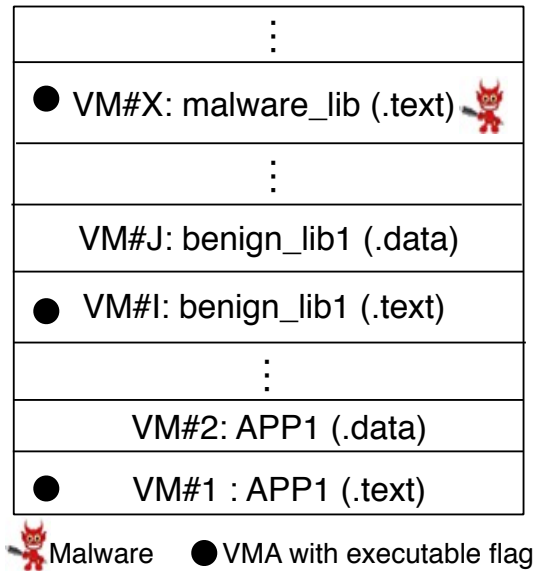 ⋮
VM#X: malware_lib (.text)
⋮
VM#J: benign_lib1 (.data)
VM#I: benign_lib1 (.text)
⋮
VM#2: APP1 (.data)
VM#1 : APP1 (.text)
Malware ● VMA with executable flag